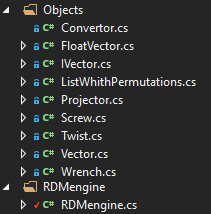 Objects
C# Convertor.cs
C# FloatVector.cs
C# IVector.cs
C# ListWhithPermutations.cs
C# Projector.cs
C# Screw.cs
C# Twist.cs
C# Vector.cs
C# Wrench.cs
RDMengine
C# RDMengine.cs